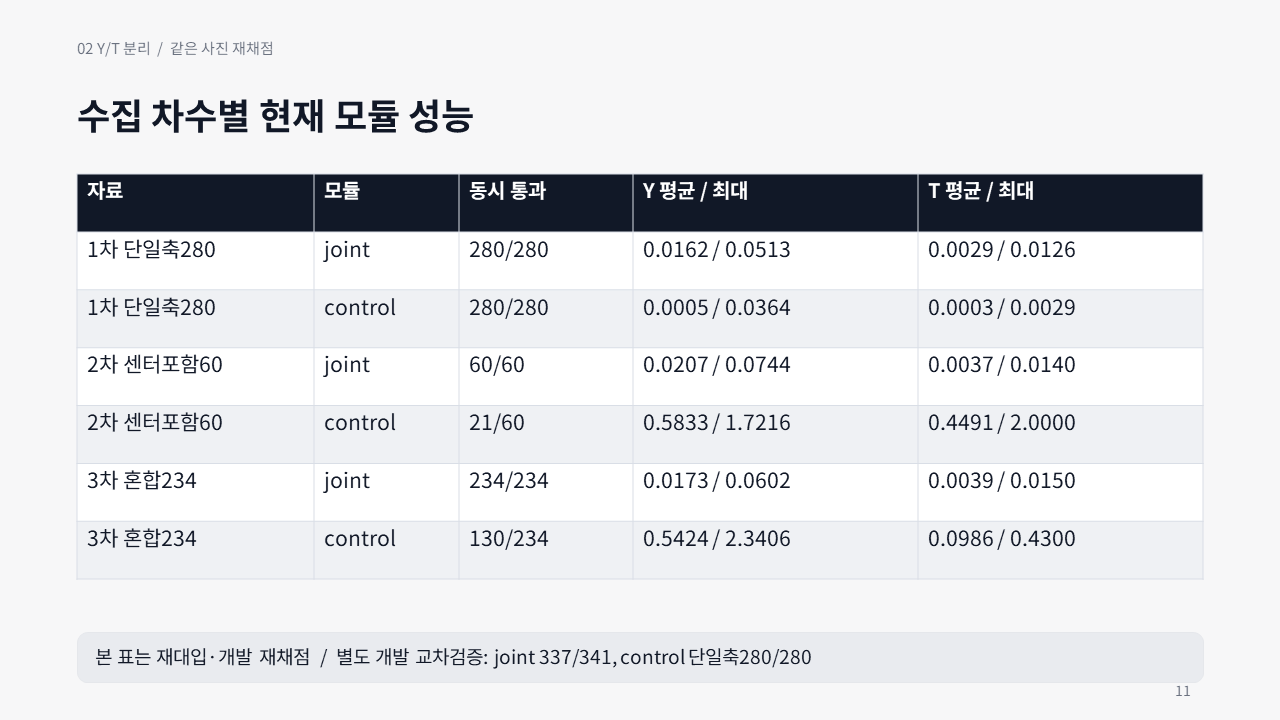 02 Y/T 분리 / 같은 사진 재채점
수집 차수별 현재 모듈 성능
자료 모듈 동시 통과 Y 평균 / 최대 T 평균 / 최대
1차 단일축280 joint 280/280 0.0162 / 0.0513 0.0029 / 0.0126
1차 단일축280 control 280/280 0.0005 / 0.0364 0.0003 / 0.0029
2차 센터포함60 joint 60/60 0.0207 / 0.0744 0.0037 / 0.0140
2차 센터포함60 control 21/60 0.5833 / 1.7216 0.4491 / 2.0000
3차 혼합234 joint 234/234 0.0173 / 0.0602 0.0039 / 0.0150
3차 혼합234 control 130/234 0.5424 / 2.3406 0.0986 / 0.4300
본 표는 재대입·개발 재채점 / 별도 개발 교차검증: joint 337/341, control 단일축280/280
11